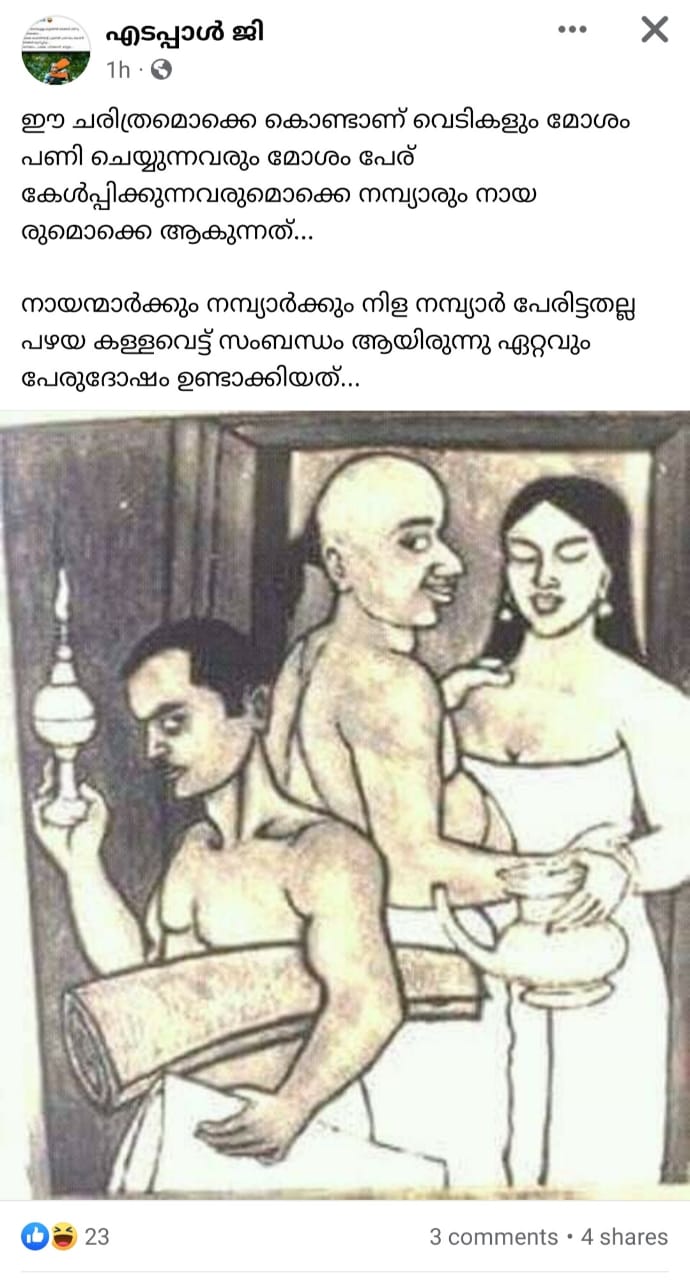 എടപ്പാൾ ജി
1h
ഈ ചരിത്രമൊക്കെ കൊണ്ടാണ് വെടികളും മോശം
പണി ചെയ്യുന്നവരും മോശം പേര്
കേൾപ്പിക്കുന്നവരുമൊക്കെ നമ്പ്യാരും നായ
രുമൊക്കെ ആകുന്നത്...
നായന്മാർക്കും നമ്പ്യാർക്കും നിള നമ്പ്യാർ പേരിട്ടതല്ല
പഴയ കള്ളവെട്ട് സംബന്ധം ആയിരുന്നു ഏറ്റവും
പേരുദോഷം ഉണ്ടാക്കിയത്...
23
3 comments • 4 shares